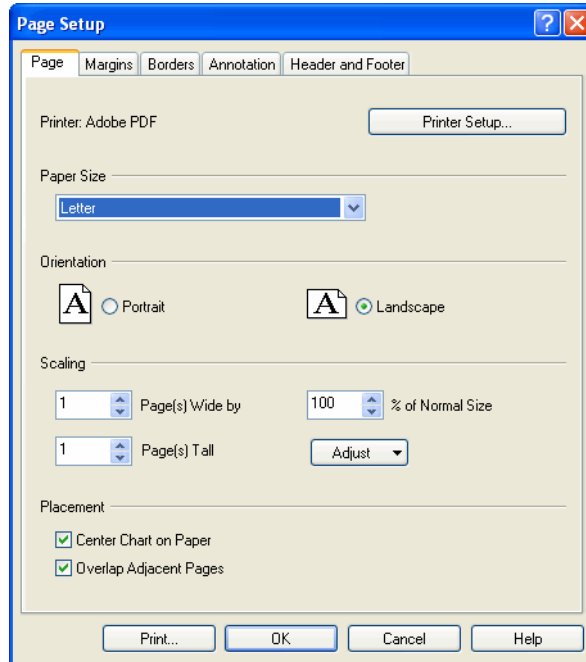 Page Setup
Page Margins Borders Annotation Header and Footer
Printer: Adobe PDF Printer Setup...
Paper Size
Letter
Orientation
A Portrait A Landscape
Scaling
1 Page(s) Wide by 100 % of Normal Size
1 Page(s) Tall Adjust
Placement
Center Chart on Paper
Overlap Adjacent Pages
Print... OK Cancel Help